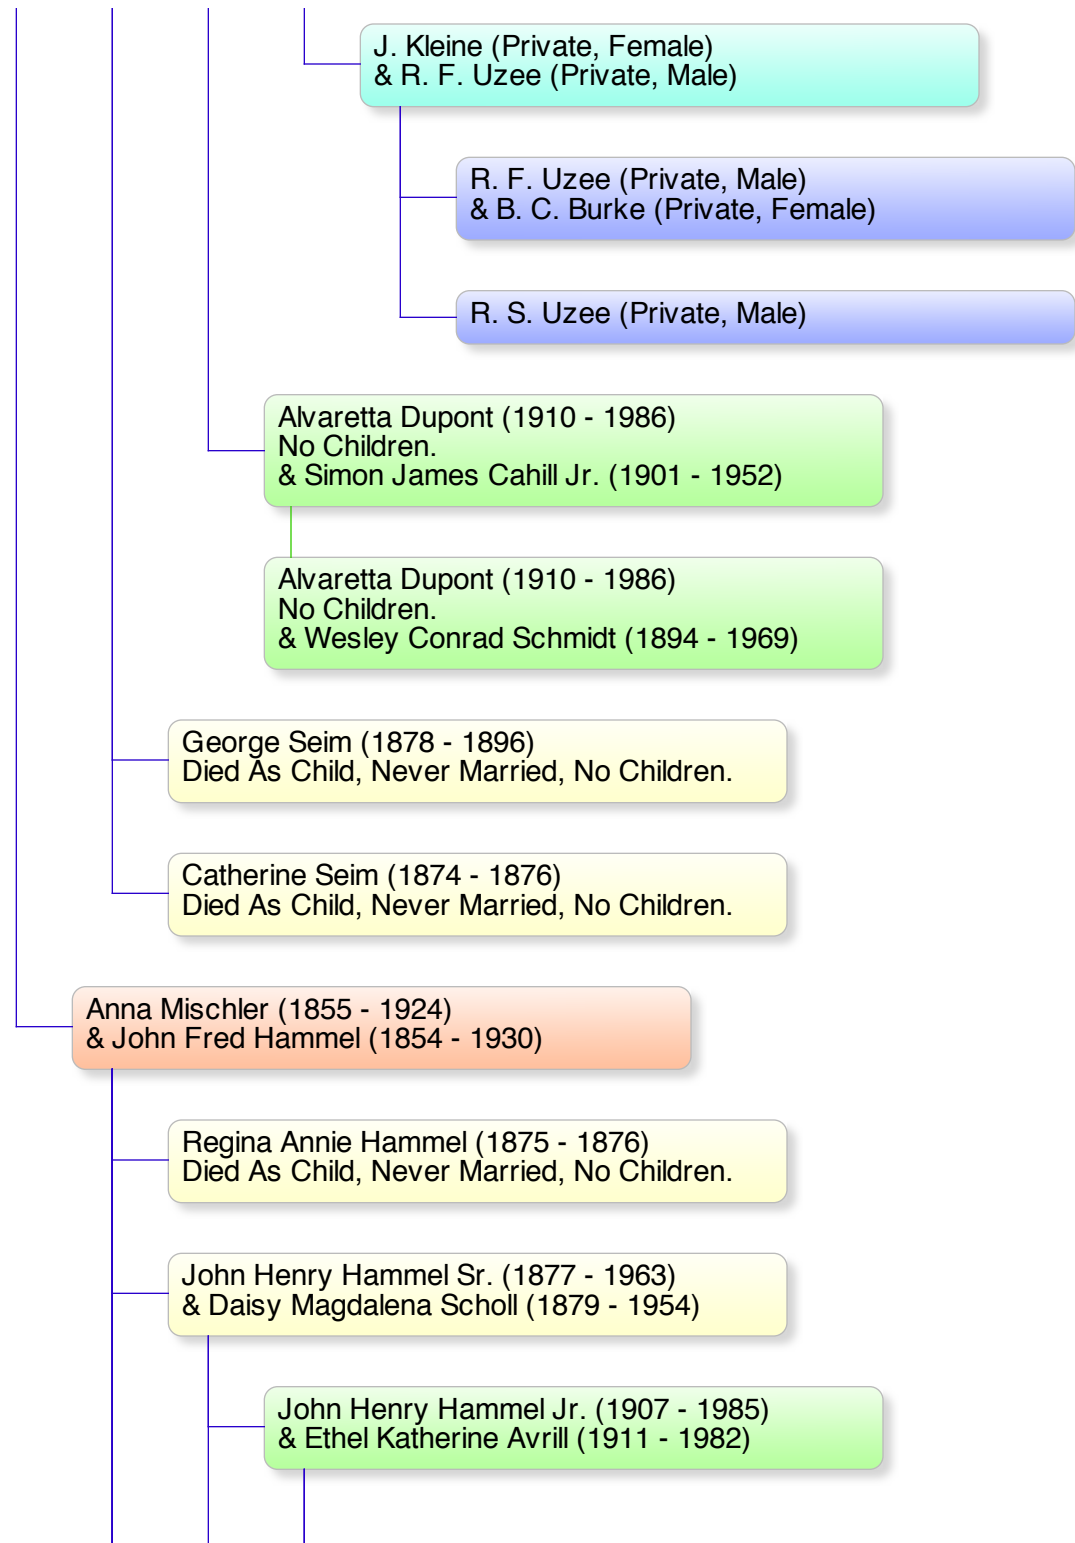 J. Kleine (Private, Female)
& R. F. Uzee (Private, Male)
R. F. Uzee (Private, Male)
& B. C. Burke (Private, Female)
R. S. Uzee (Private, Male)
Alvaretta Dupont (1910 - 1986)
No Children.
& Simon James Cahill Jr. (1901 - 1952)
Alvaretta Dupont (1910 - 1986)
No Children.
& Wesley Conrad Schmidt (1894 - 1969)
George Seim (1878 - 1896)
Died As Child, Never Married, No Children.
Catherine Seim (1874 - 1876)
Died As Child, Never Married, No Children.
Anna Mischler (1855 - 1924)
& John Fred Hammel (1854 - 1930)
Regina Annie Hammel (1875 - 1876)
Died As Child, Never Married, No Children.
John Henry Hammel Sr. (1877 - 1963)
& Daisy Magdalena Scholl (1879 - 1954)
John Henry Hammel Jr. (1907 - 1985)
& Ethel Katherine Avrill (1911 - 1982)